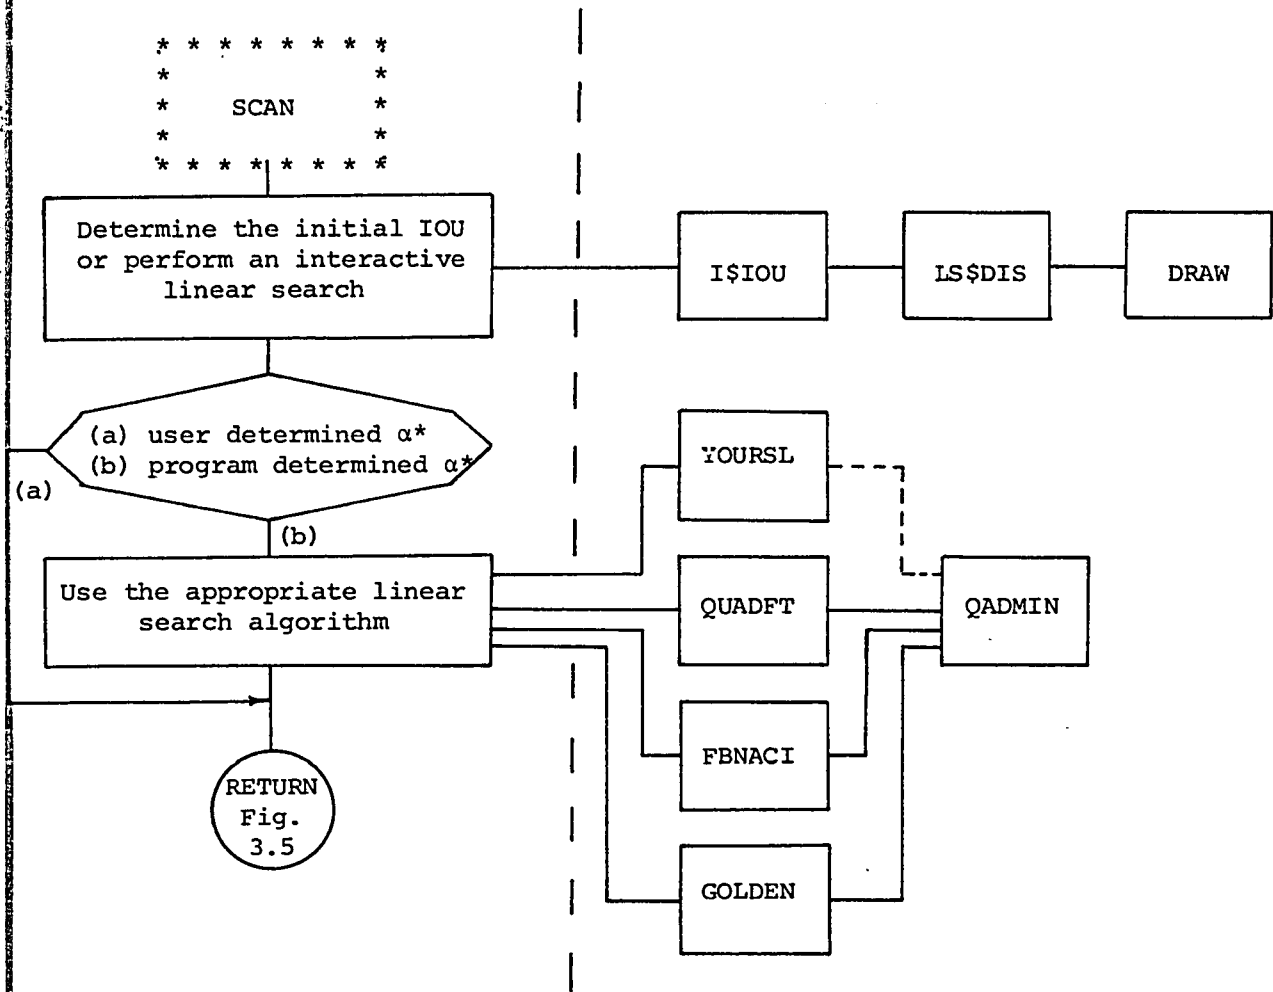 * * * * * * * *
* *
* SCAN *
* *
* * * * * * * *
Determine the initial IOU
or perform an interactive
linear search
I$IOU
LS$DIS
DRAW
(a) user determined α*
(b) program determined α*
(a)
(b)
Use the appropriate linear
search algorithm
YOURSL
QUADFT
QADMIN
FBNACI
GOLDEN
RETURN
Fig.
3.5